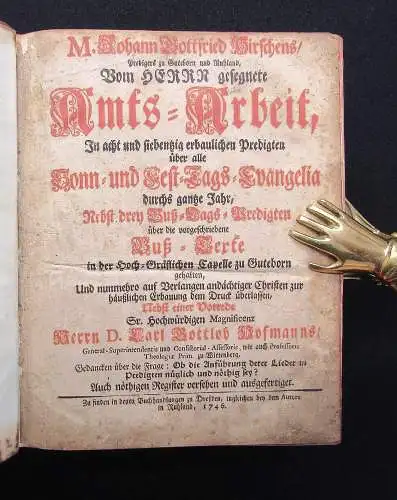 M. Johann Gottfried Hirschens/
Predigers zu Guteborn und Ruhland,
Vom HERRN gesegnete
Amts-Arbeit,
In acht und siebentzig erbaulichen Predigten
über alle
Sonn- und Fest-Tags-Evangelia
durchs gantze Jahr,
Nebst drey Buß-Tags-Predigten
über die vorgeschriebene
Buß-Texte
in der Hoch-Gräflichen Capelle zu Guteborn
gehalten,
Und nunmehro auf Verlangen andächtiger Christen zur
häußlichen Erbauung dem Druck überlassen,
Nebst einer Vorrede
Sr. Hochwürdigen Magnificenz
Herrn D. Carl Gottlob Hofmanns/
General-Superintendentis und Consistorial-Assessoris, wie auch Professoris
Theologiæ Prim. zu Wittenberg,
Gedancken über die Frage: Ob die Anführung derer Lieder in
Predigten nützlich und nöthig sey?
Auch nöthigen Register versehen und ausgefertiget.
Zu finden in denen Buchhandlungen zu Dresden, ingleichen bey dem Autore
in Ruhland, 1746.